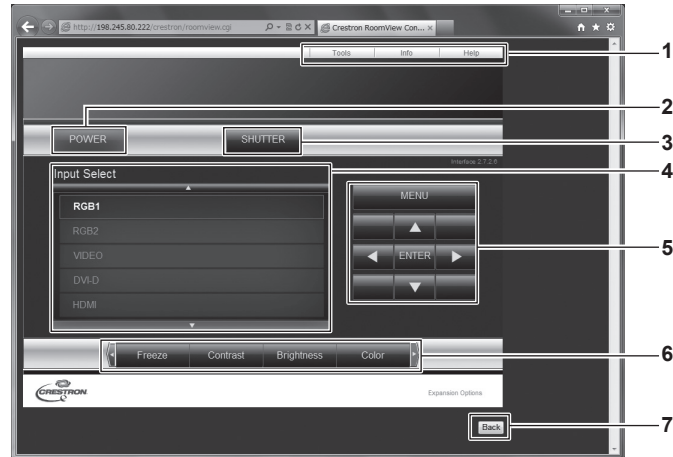 http://198.245.80.222/crestron/roomview.cgi
Crestron RoomView Con... ×
Tools Info Help
1
2
POWER SHUTTER
3
Interface 2.7.2.6
4
Input Select
MENU
RGB1
RGB2
VIDEO
ENTER
5
DVI-D
HDMI
Freeze Contrast Brightness Color
6
CRESTRON
Expansion Options
Back
7